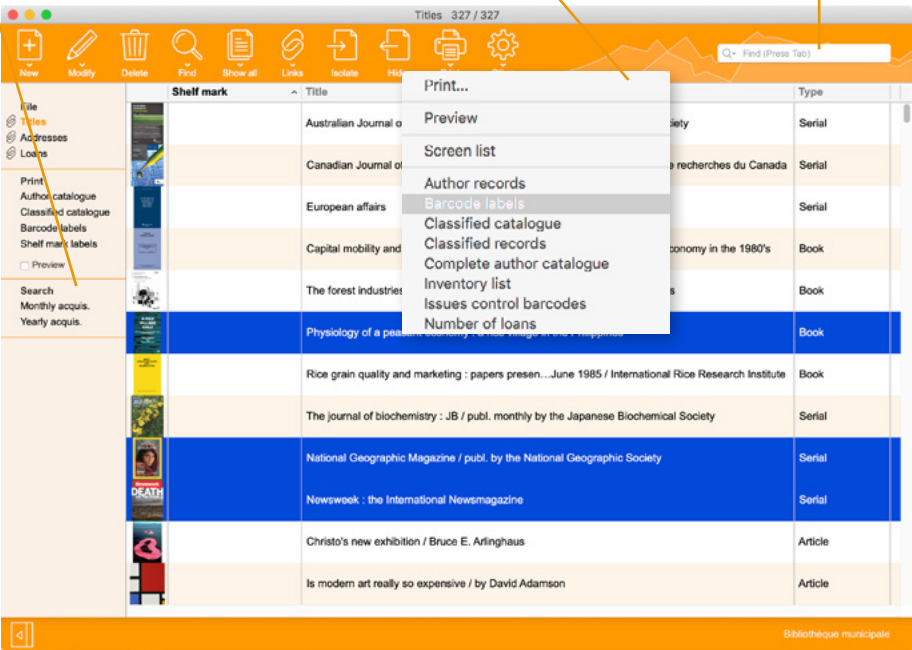 Titles 327 / 327
New Modify Delete Find Show all Links Isolate Hide
Find (Press Tab)
File
Titles
Addresses
Loans
Print
Author catalogue
Classified catalogue
Barcode labels
Shelf mark labels
Preview
Search
Monthly acquis.
Yearly acquis.
Shelf mark Title Type
Print...
Preview
Screen list
Author records
Barcode labels
Classified catalogue
Classified records
Complete author catalogue
Inventory list
Issues control barcodes
Number of loans
Australian Journal o iety Serial
Canadian Journal of e recherches du Canada Serial
European affairs Serial
Capital mobility and conomy in the 1980's Book
The forest industries s Book
Physiology of a peasant economy : a rice village in the Philippines Book
Rice grain quality and marketing : papers presen...June 1985 / International Rice Research Institute Book
The journal of biochemistry : JB / publ. monthly by the Japanese Biochemical Society Serial
National Geographic Magazine / publ. by the National Geographic Society Serial
DEATH
Newsweek : the International Newsmagazine Serial
Christo's new exhibition / Bruce E. Arlinghaus Article
Is modern art really so expensive / by David Adamson Article
Bibliothèque municipale